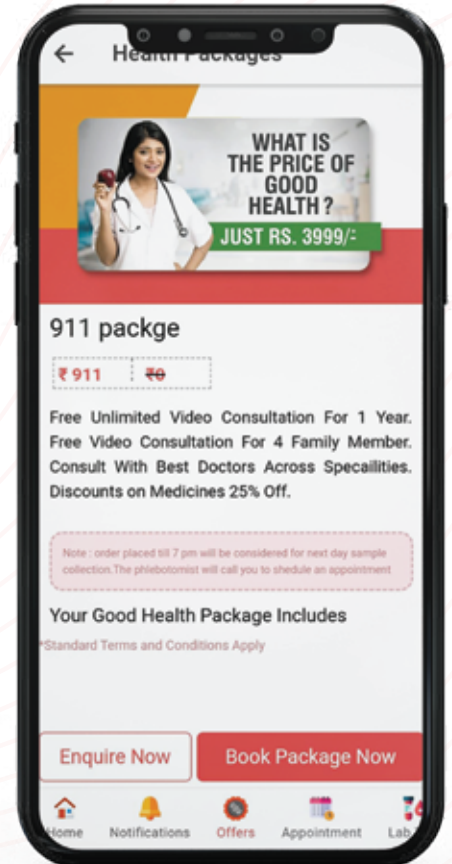 Health Packages
WHAT IS
THE PRICE OF
GOOD
HEALTH ?
JUST RS. 3999/-
911 packge
₹ 911 ₹0
Free Unlimited Video Consultation For 1 Year.
Free Video Consultation For 4 Family Member.
Consult With Best Doctors Across Specailities.
Discounts on Medicines 25% Off.
Note : order placed till 7 pm will be considered for next day sample
collection.The phlebotomist will call you to shedule an appointment
Your Good Health Package Includes
*Standard Terms and Conditions Apply
Enquire Now Book Package Now
Home Notifications Offers Appointment Lab